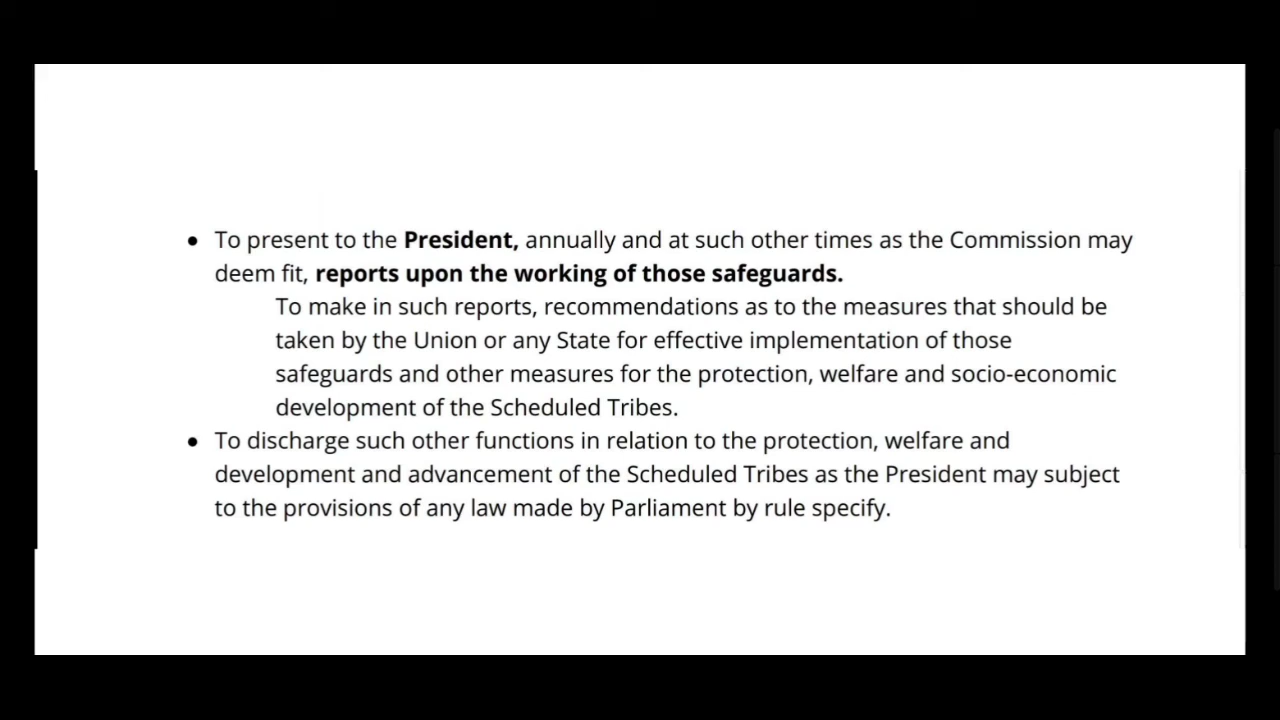 ● To present to the President, annually and at such other times as the Commission may
deem fit, reports upon the working of those safeguards.
To make in such reports, recommendations as to the measures that should be
taken by the Union or any State for effective implementation of those
safeguards and other measures for the protection, welfare and socio-economic
development of the Scheduled Tribes.
● To discharge such other functions in relation to the protection, welfare and
development and advancement of the Scheduled Tribes as the President may subject
to the provisions of any law made by Parliament by rule specify.